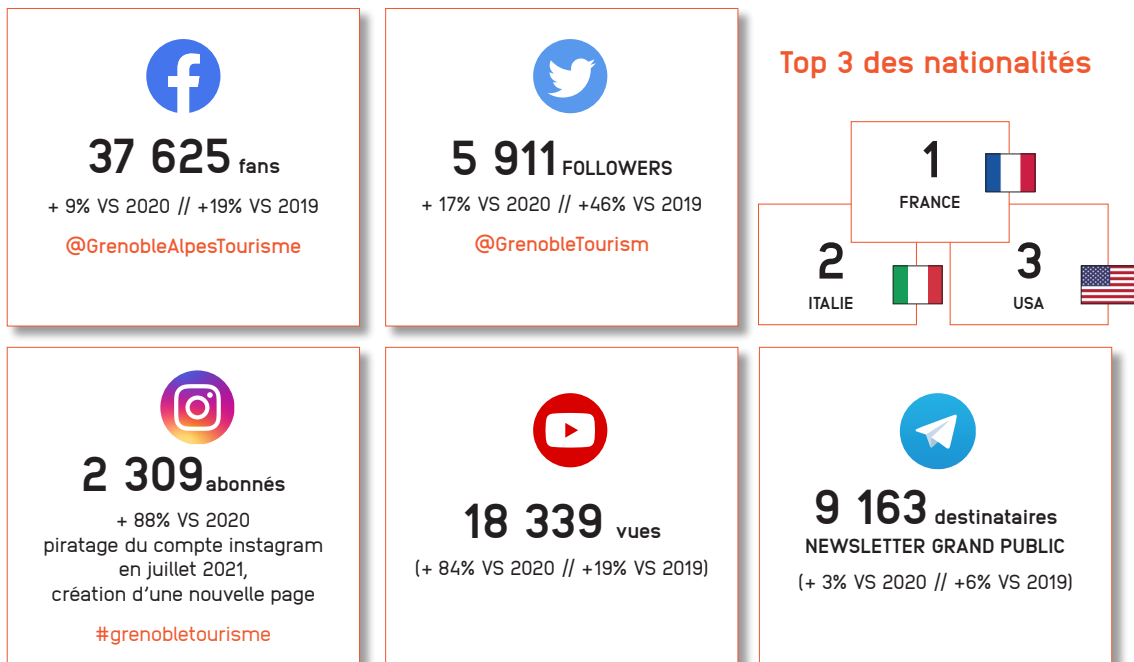 37 625 fans
+ 9% VS 2020 // +19% VS 2019
@GrenobleAlpesTourisme
5 911 FOLLOWERS
+ 17% VS 2020 // +46% VS 2019
@GrenobleTourism
Top 3 des nationalités
1
FRANCE
2
ITALIE
3
USA
2 309 abonnés
+ 88% VS 2020
piratage du compte instagram
en juillet 2021,
création d'une nouvelle page
#grenobletourisme
18 339 vues
(+ 84% VS 2020 // +19% VS 2019)
9 163 destinataires
NEWSLETTER GRAND PUBLIC
(+ 3% VS 2020 // +6% VS 2019)